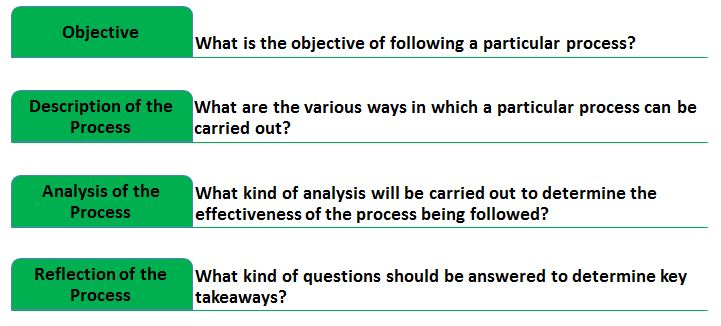 Objective
What is the objective of following a particular process?
Description of the
Process
What are the various ways in which a particular process can be
carried out?
Analysis of the
Process
What kind of analysis will be carried out to determine the
effectiveness of the process being followed?
Reflection of the
Process
What kind of questions should be answered to determine key
takeaways?